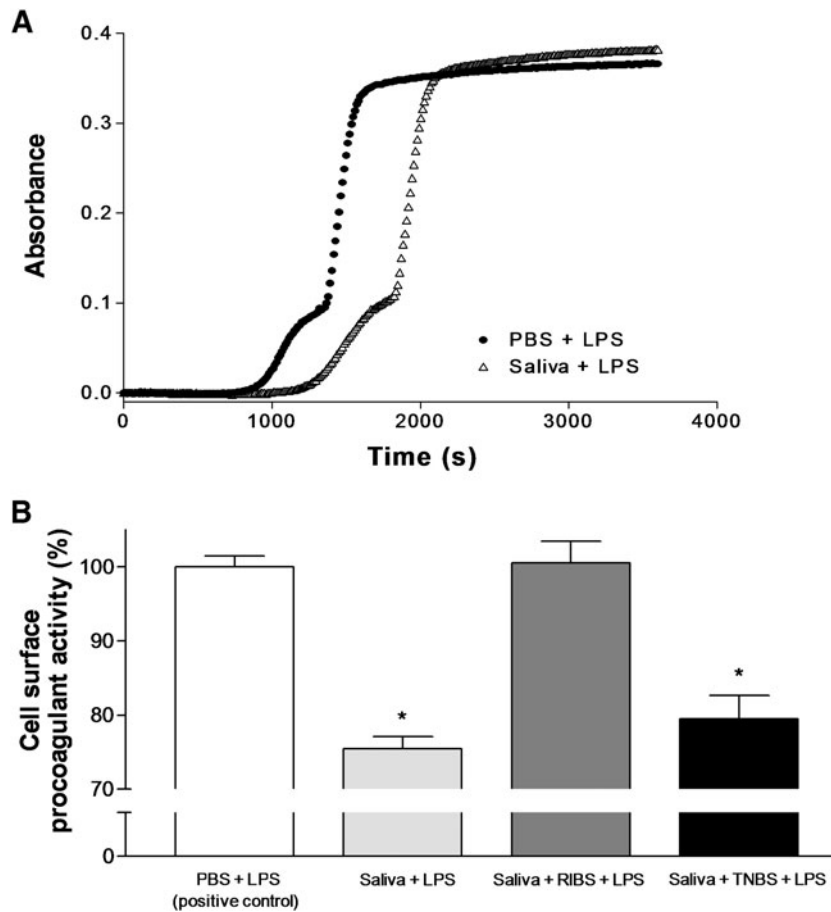 A
0.4
0.3
0.2
0.1
0.0
Absorbance
PBS + LPS
Saliva + LPS
0 1000 2000 3000 4000
Time (s)
B
Cell surface
procoagulant activity (%)
100
90
80
70
0
*
*
PBS + LPS
(positive control)
Saliva + LPS
Saliva + RIBS + LPS
Saliva + TNBS + LPS